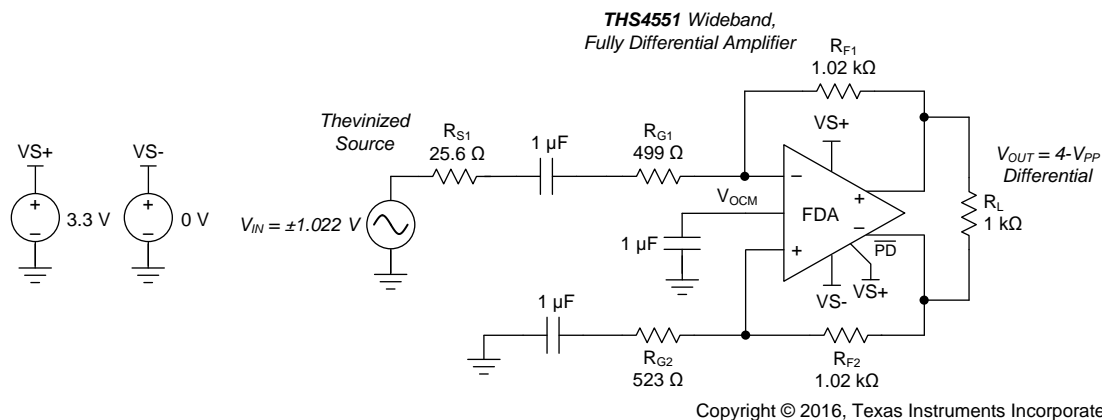 THS4551 Wideband,
Fully Differential Amplifier
RF1
1.02 kΩ
VS+
VS-
Thevinized
Source
RS1
25.6 Ω
1 µF
RG1
499 Ω
VS+
VOUT = 4-VPP
Differential
3.3 V
0 V
VIN = ±1.022 V
VOCM
FDA
RL
1 kΩ
1 µF
PD
VS-
VS+
1 µF
RG2
523 Ω
RF2
1.02 kΩ
+
−
+
−
−
+
+
−
Copyright © 2016, Texas Instruments Incorporate